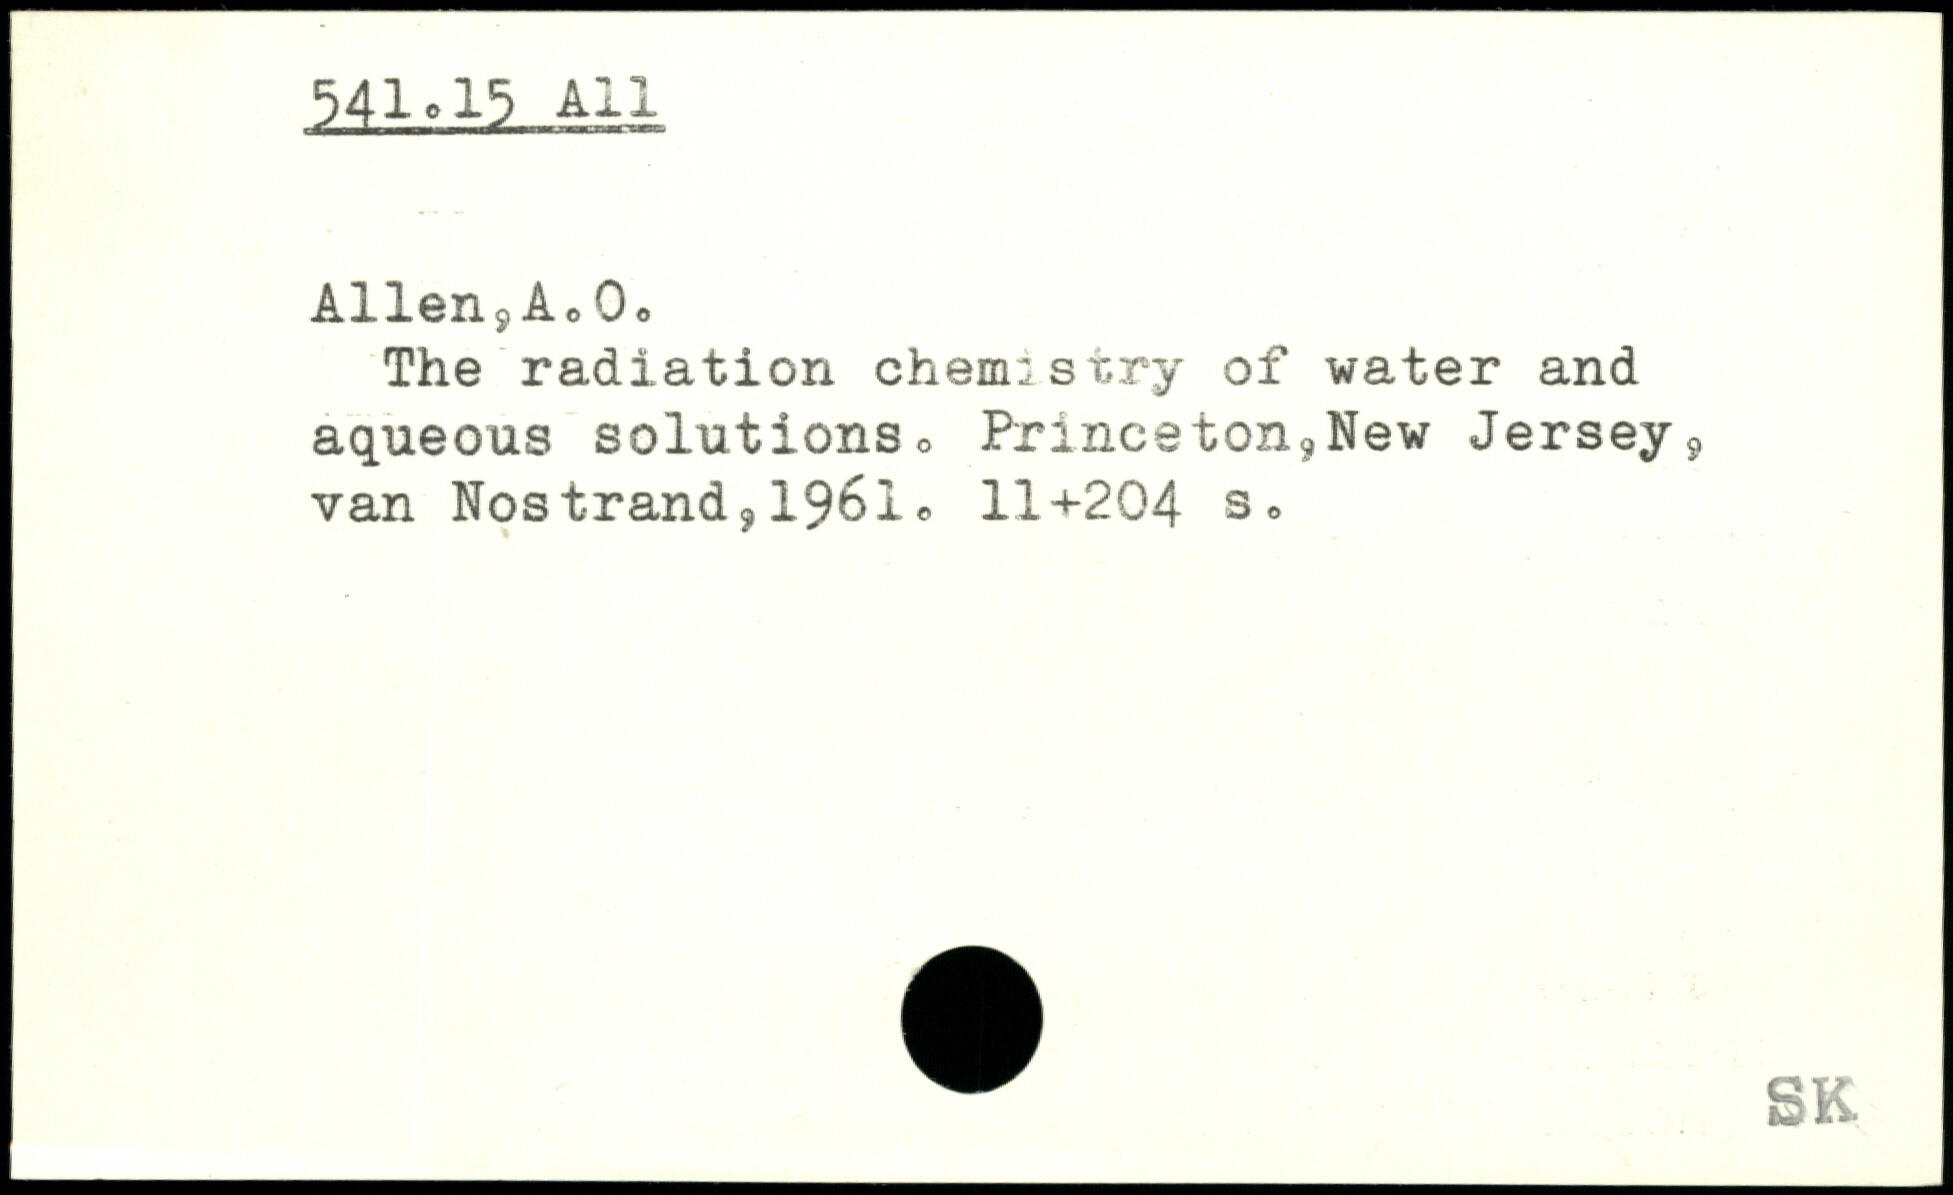 541.15 All
Allen,A.O.
The radiation chemistry of water and
aqueous solutions. Princeton,New Jersey,
van Nostrand,1961. 11+204 s.
SK